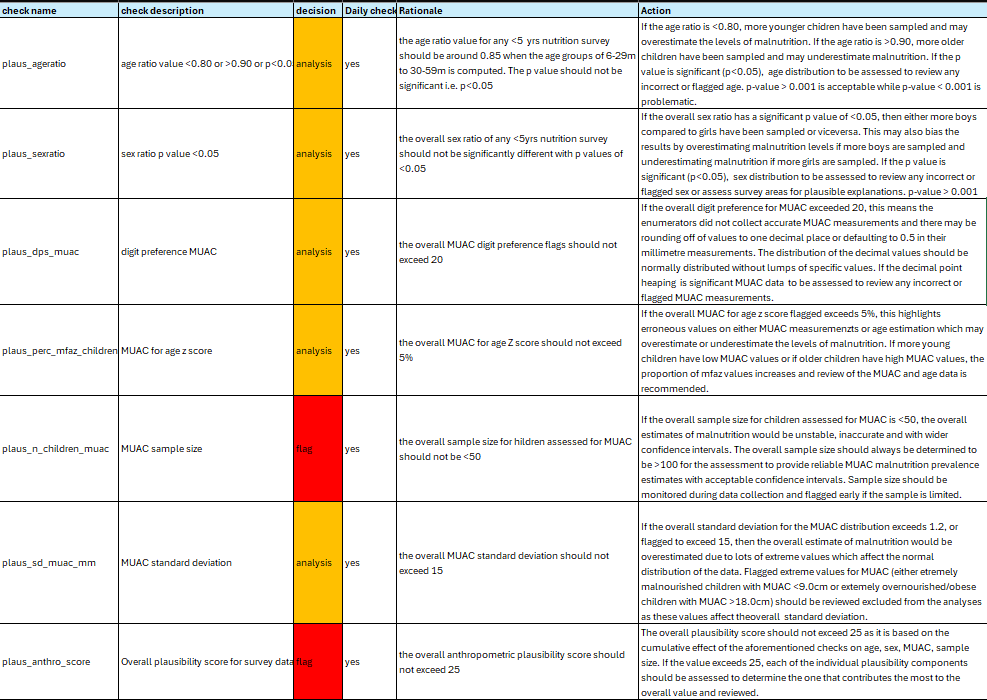 check name check description decision Daily check Rationale Action
plaus_ageratio age ratio value <0.80 or >0.90 or p<0.0 analysis yes
the age ratio value for any <5 yrs nutrition survey
should be around 0.85 when the age groups of 6-29m
to 30-59m is computed. The p value should not be
significant i.e. p<0.05
If the age ratio is <0.80, more younger chidren have been sampled and may
overestimate the levels of malnutrition. If the age ratio is >0.90, more older
children have been sampled and may underestimate malnutrition. If the p
value is significant (p<0.05), age distribution to be assessed to review any
incorrect or flagged age. p-value > 0.001 is acceptable while p-value < 0.001 is
problematic.
plaus_sexratio sex ratio p value <0.05 analysis yes
the overall sex ratio of any <5yrs nutrition survey
should not be significantly different with p values of
<0.05
If the overall sex ratio has a significant p value of <0.05, then either more boys
compared to girls have been sampled or viceversa. This may also bias the
results by overestimating malnutrition levels if more boys are sampled and
underestimating malnutrition if more girls are sampled. If the p value is
significant (p<0.05), sex distribution to be assessed to review any incorrect or
flagged sex or assess survey areas for plausible explanations. p-value > 0.001
plaus_dps_muac digit preference MUAC analysis yes
the overall MUAC digit preference flags should not
exceed 20
If the overall digit preference for MUAC exceeded 20, this means the
enumerators did not collect accurate MUAC measurements and there may be
rounding off of values to one decimal place or defaulting to 0.5 in their
millimetre measurements. The distribution of the decimal values should be
normally distributed without lumps of specific values. If the decimal point
heaping is significant MUAC data to be assessed to review any incorrect or
flagged MUAC measurements.
plaus_perc_mfaz_children MUAC for age z score analysis yes
the overall MUAC for age Z score should not exceed
5%
If the overall MUAC for age z score flagged exceeds 5%, this highlights
erroneous values on either MUAC measuremenzts or age estimation which may
overestimate or underestimate the levels of malnutrition. If more young
children have low MUAC values or if older children have high MUAC values, the
proportion of mfaz values increases and review of the MUAC and age data is
recommended.
plaus_n_children_muac MUAC sample size flag yes
the overall sample size for hildren assessed for MUAC
should not be <50
If the overall sample size for children assessed for MUAC is <50, the overall
estimates of malnutrition would be unstable, inaccurate and with wider
confidence intervals. The overall sample size should always be determined to
be >100 for the assessment to provide reliable MUAC malnutrition prevalence
estimates with acceptable confidence intervals. Sample size should be
monitored during data collection and flagged early if the sample is limited.
plaus_sd_muac_mm MUAC standard deviation analysis yes
the overall MUAC standard deviation should not
exceed 15
If the overall standard deviation for the MUAC distribution exceeds 1.2, or
flagged to exceed 15, then the overall estimate of malnutrition would be
overestimated due to lots of extreme values which affect the normal
distribution of the data. Flagged extreme values for MUAC (either etremely
malnourished children with MUAC <9.0cm or extemely overnourished/obese
children with MUAC >18.0cm) should be reviewed excluded from the analyses
as these values affect theoverall standard deviation.
plaus_anthro_score Overall plausibility score for survey data flag yes
the overall anthropometric plausibility score should
not exceed 25
The overall plausibility score should not exceed 25 as it is based on the
cumulative effect of the aforementioned checks on age, sex, MUAC, sample
size. If the value exceeds 25, each of the individual plausibility components
should be assessed to determine the one that contributes the most to the
overall value and reviewed.